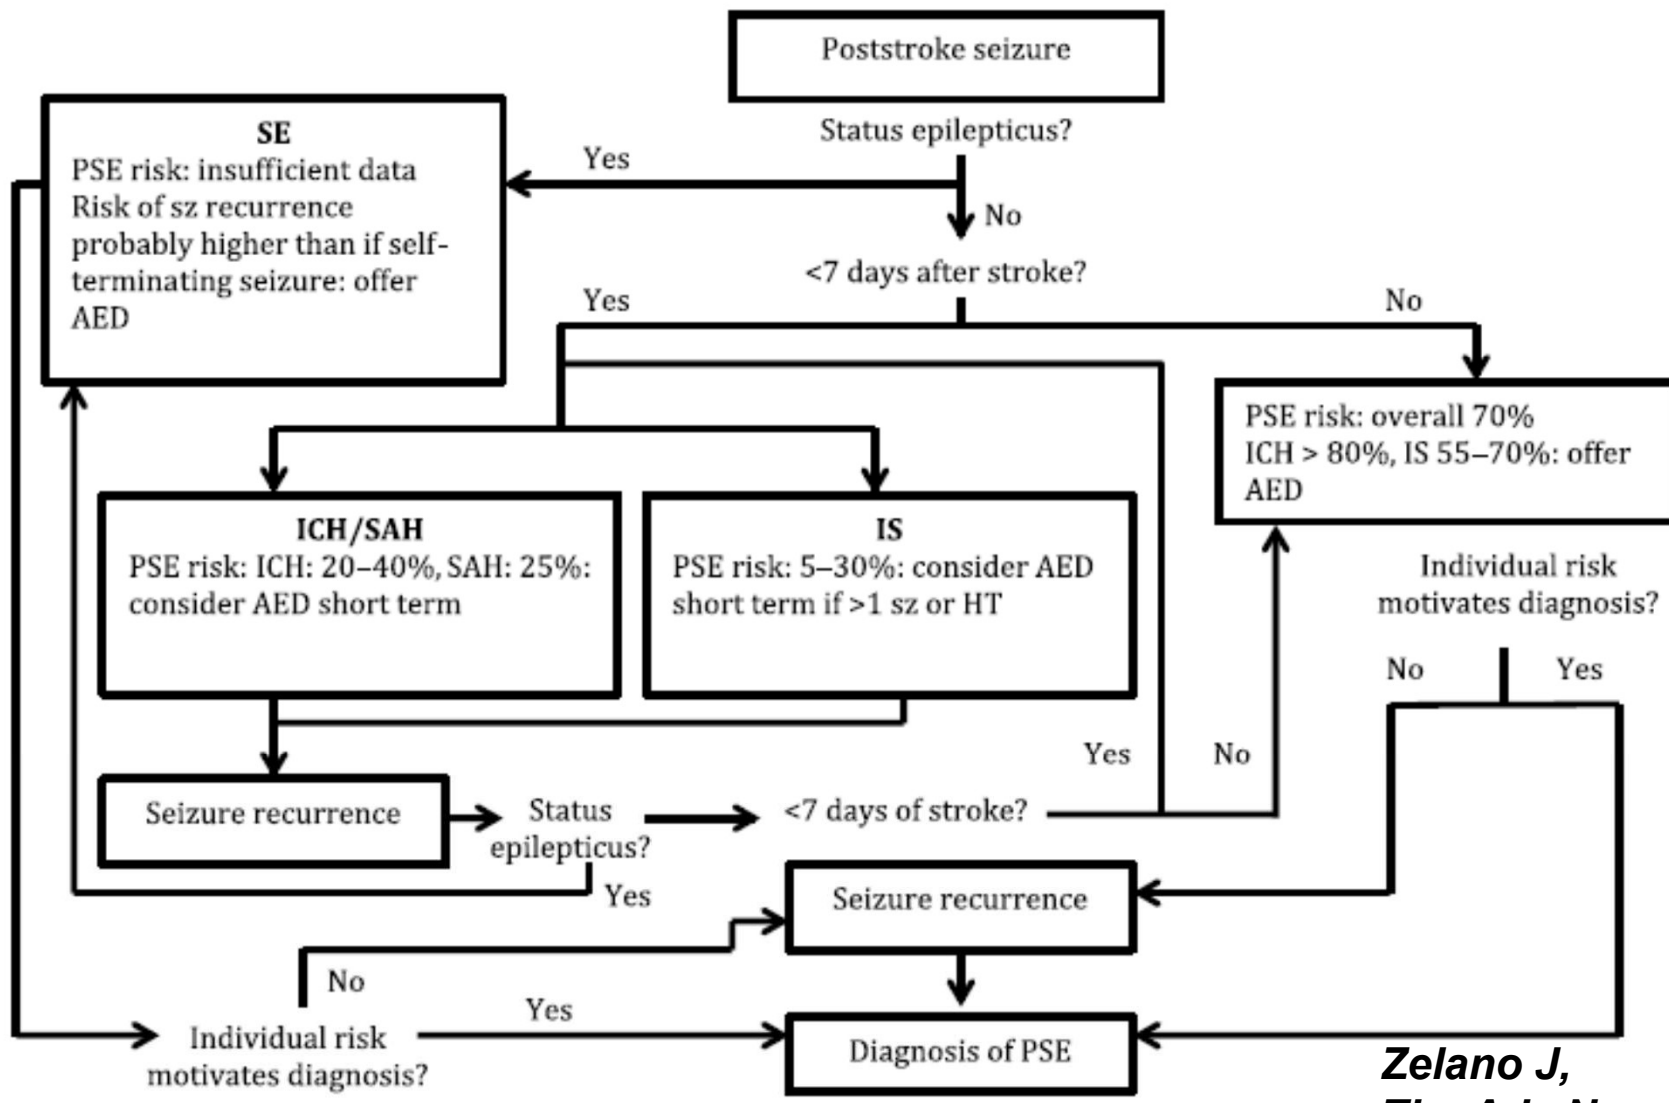 Poststroke seizure
Status epilepticus?
Yes
No
SE
PSE risk: insufficient data
Risk of sz recurrence
probably higher than if self-
terminating seizure: offer
AED
<7 days after stroke?
Yes
No
PSE risk: overall 70%
ICH > 80%, IS 55–70%: offer
AED
ICH/SAH
PSE risk: ICH: 20–40%, SAH: 25%:
consider AED short term
IS
PSE risk: 5–30%: consider AED
short term if >1 sz or HT
Individual risk
motivates diagnosis?
No
Yes
Yes
No
Seizure recurrence
Status
epilepticus?
<7 days of stroke?
Yes
Seizure recurrence
No
Yes
Individual risk
motivates diagnosis?
Diagnosis of PSE
Zelano J,